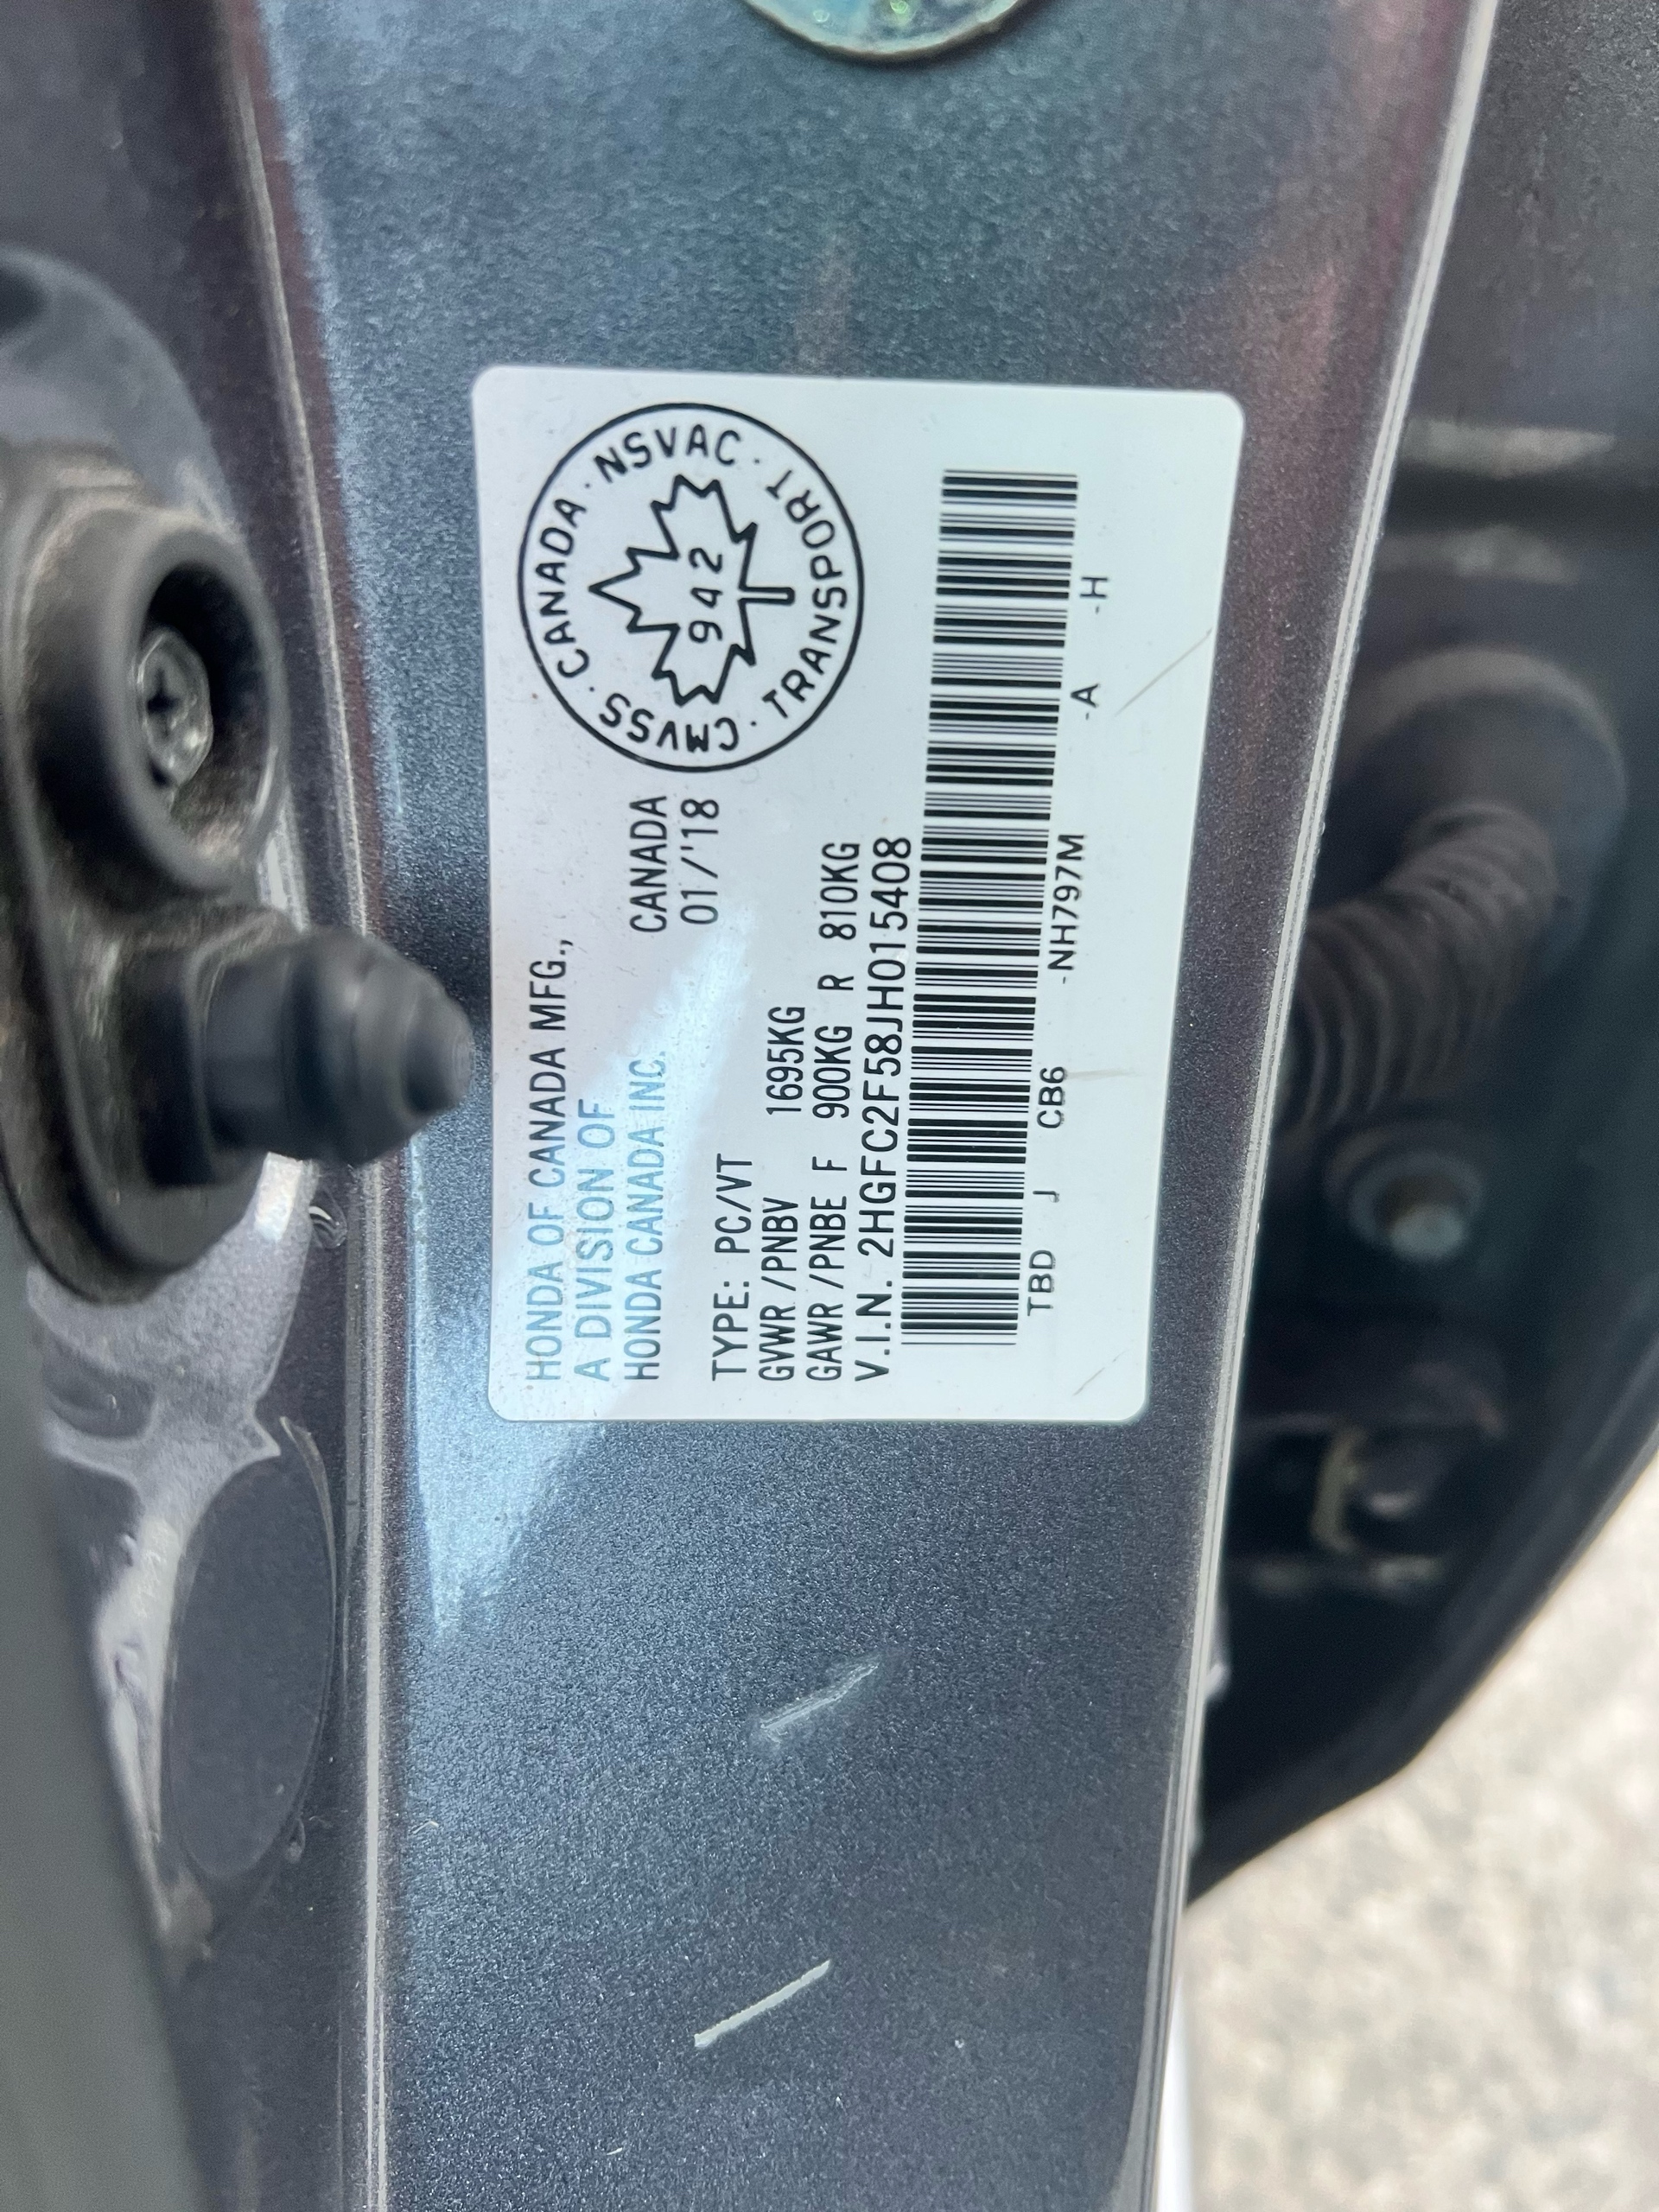 HONDA OF CANADA MFG.,
A DIVISION OF
HONDA CANADA INC.
CANADA
01/'18
CMVSS · CANADA · NSVAC · TRANSPORT ·
942
TYPE: PC/VT
GVWR/PNBV 1695KG
GAWR/PNBE F 900KG R 810KG
V.I.N. 2HGFC2F58JH015408
TBD J CB6 -NH797M -A -H